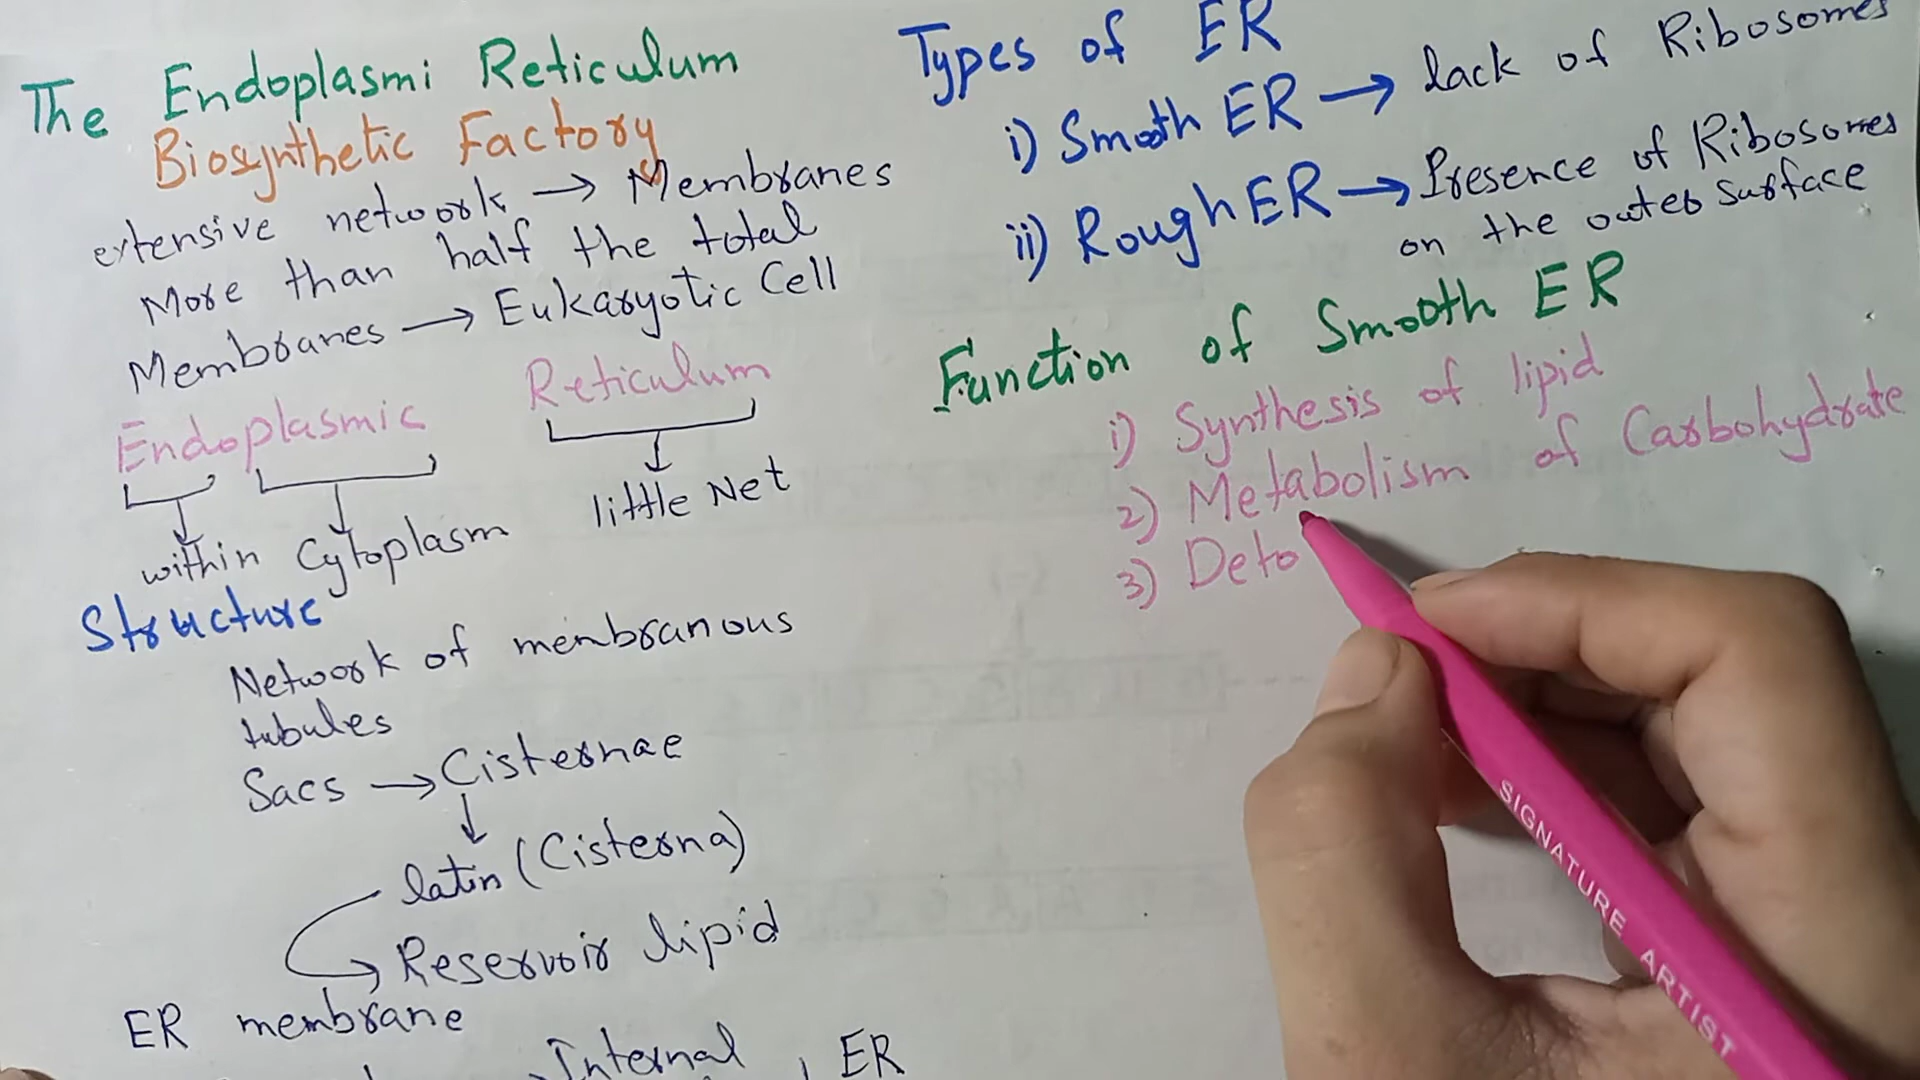 The Endoplasmi Reticulum
Biosynthetic Factory
extensive network → Membranes
More than half the total
Membranes → Eukaryotic Cell
Endoplasmic Reticulum
within Cytoplasm little Net
Structure
Network of menbranous
tubules
Sacs → Cisternae
↓
latin (Cisterna)
→ Reservoir lipid
ER membrane
Internal ER
Types of ER
i) Smooth ER → lack of Ribosomes
ii) Rough ER → Presence of Ribosomes
on the outer surface
Function of Smooth ER
i) Synthesis of lipid
2) Metabolism of Carbohydrate
3) Deto
SIGNATURE ARTIST